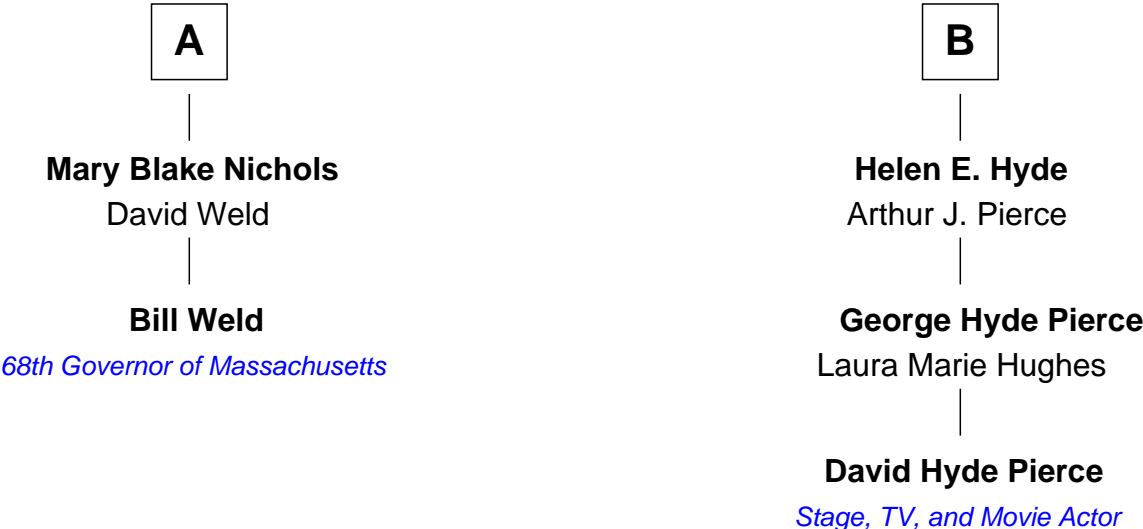 A
Mary Blake Nichols
David Weld
Bill Weld
68th Governor of Massachusetts
B
Helen E. Hyde
Arthur J. Pierce
George Hyde Pierce
Laura Marie Hughes
David Hyde Pierce
Stage, TV, and Movie Actor